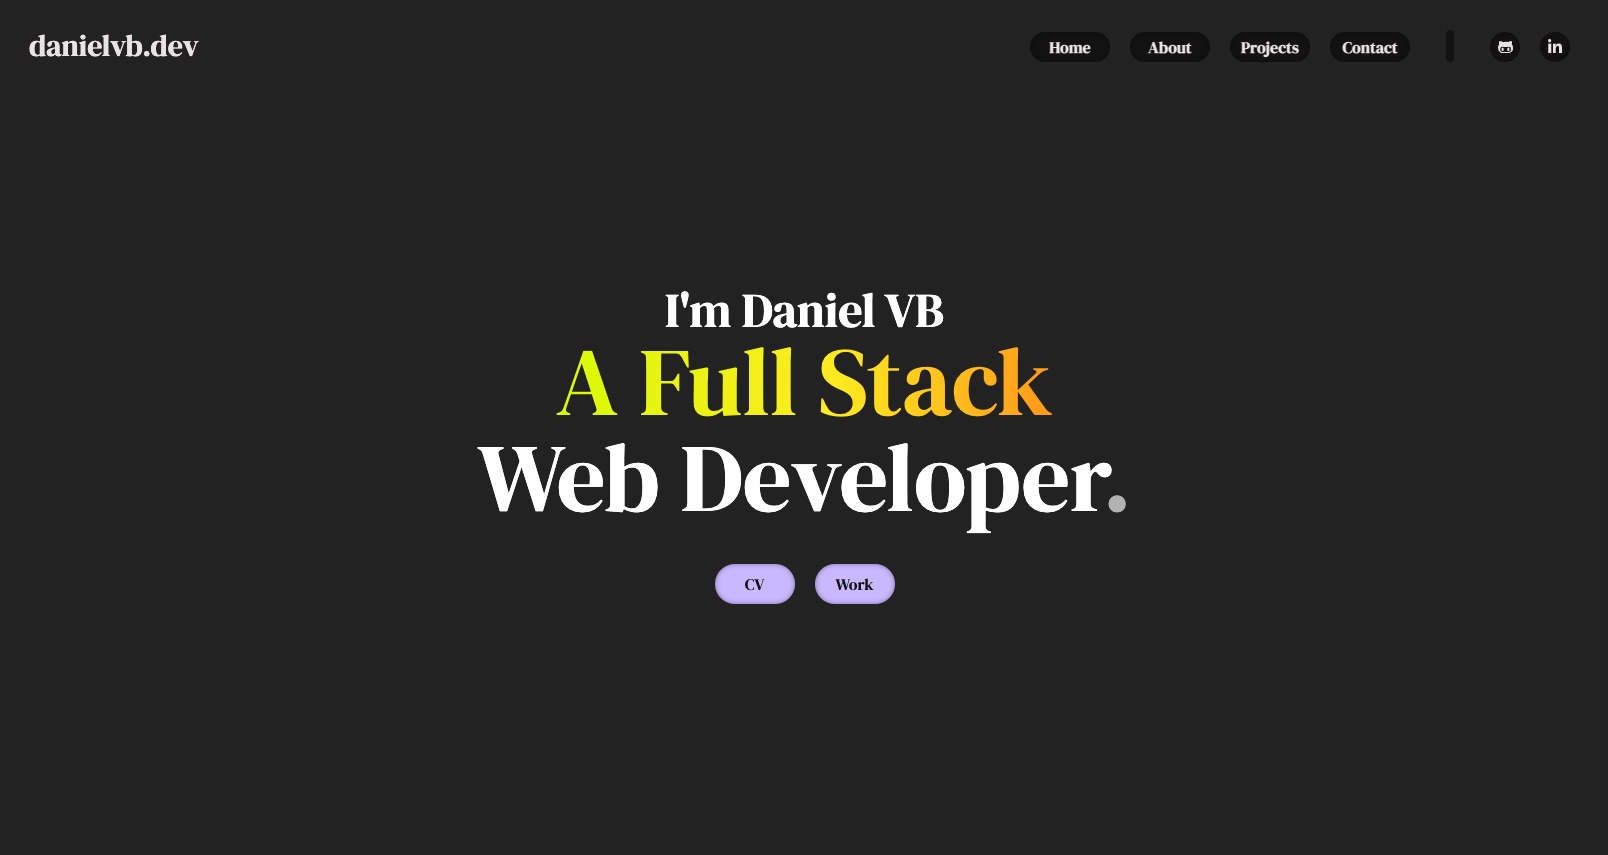 danielvb.dev
Home About Projects Contact in
I'm Daniel VB
A Full Stack
Web Developer.
CV Work